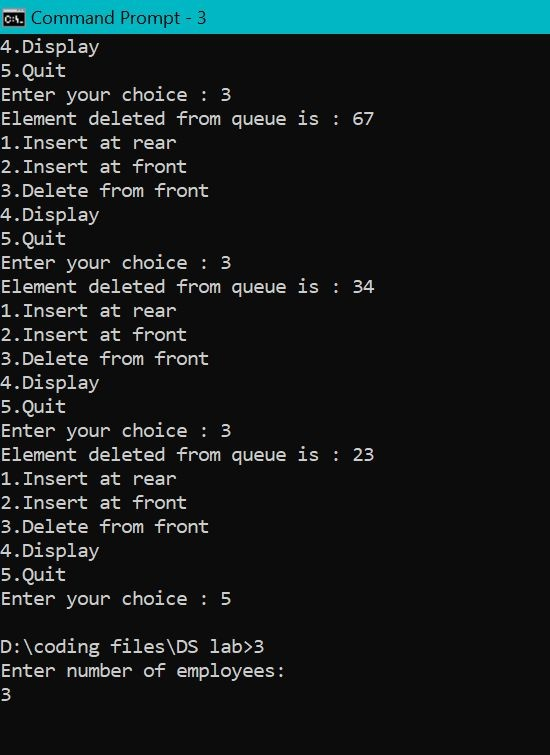 C:\.
Command Prompt - 3
4.Display
5.Quit
Enter your choice : 3
Element deleted from queue is : 67
1.Insert at rear
2.Insert at front
3.Delete from front
4.Display
5.Quit
Enter your choice : 3
Element deleted from queue is : 34
1.Insert at rear
2.Insert at front
3.Delete from front
4.Display
5.Quit
Enter your choice : 3
Element deleted from queue is : 23
1.Insert at rear
2.Insert at front
3.Delete from front
4.Display
5.Quit
Enter your choice : 5
D:\coding files\DS lab>3
Enter number of employees:
3